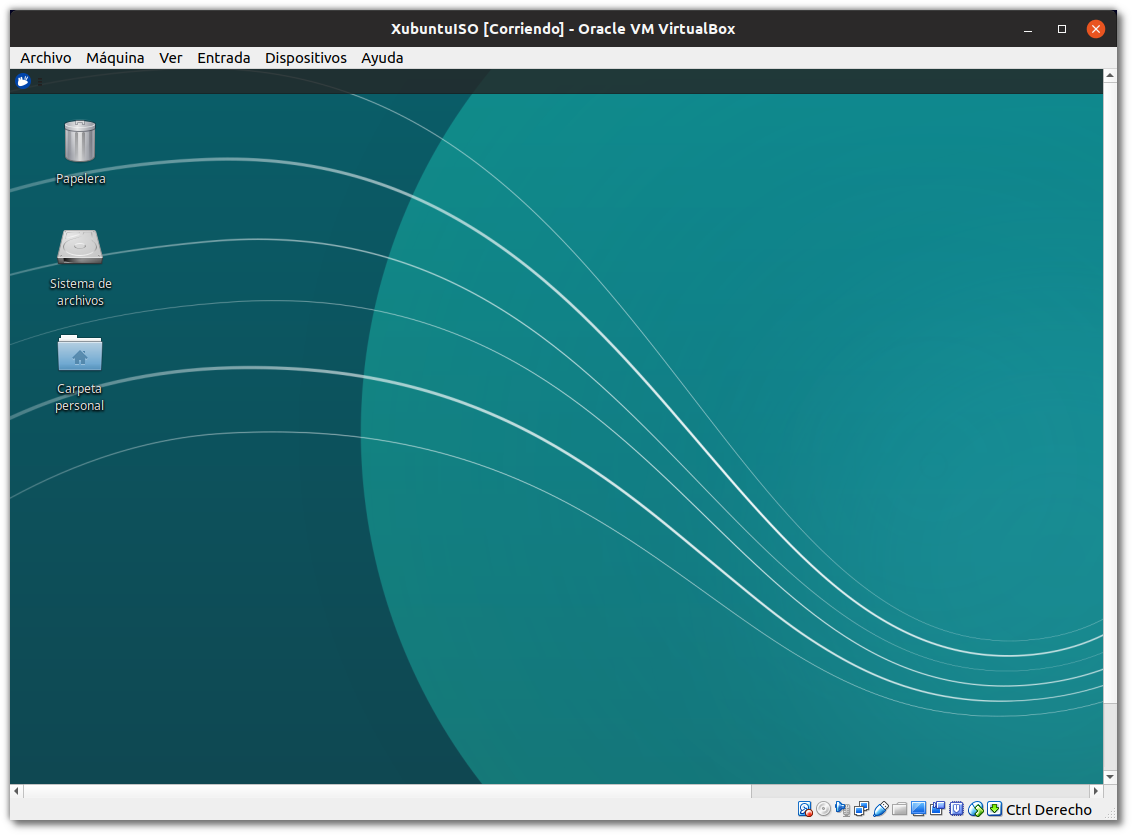 XubuntuISO [Corriendo] - Oracle VM VirtualBox
Archivo Máquina Ver Entrada Dispositivos Ayuda
Papelera
Sistema de
archivos
Carpeta
personal
Ctrl Derecho